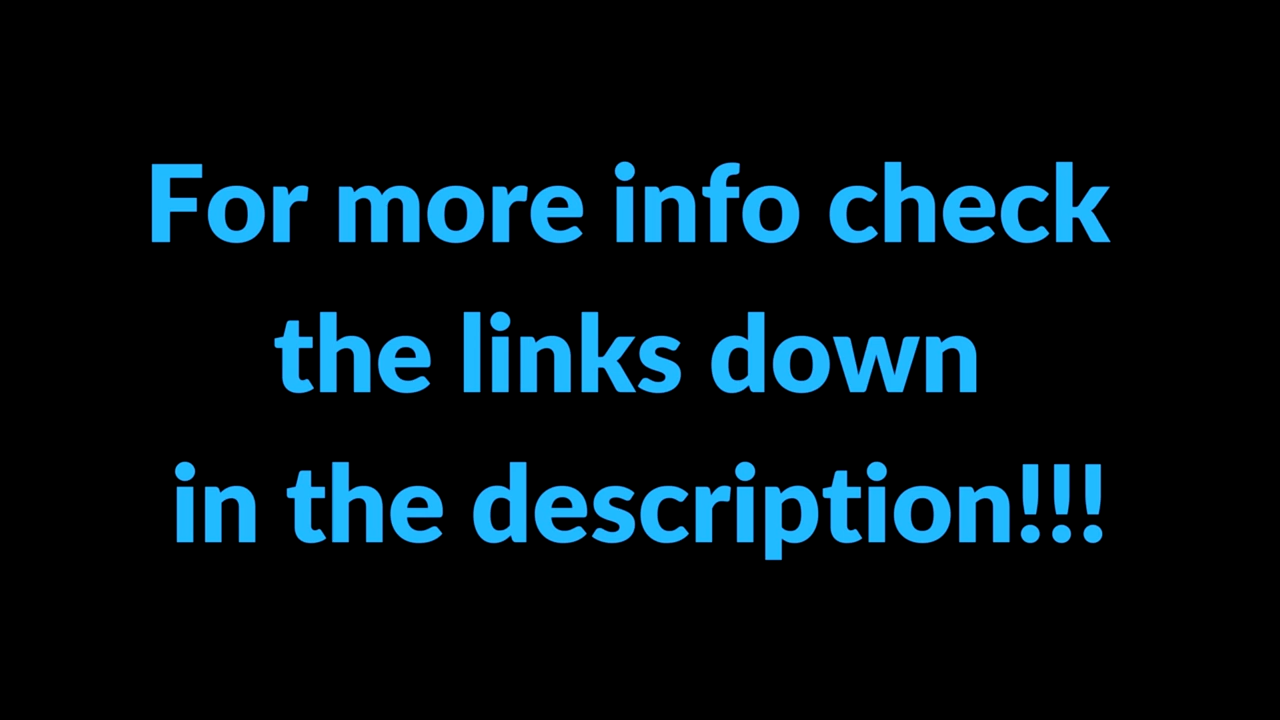 For more info check
the links down
in the description!!!